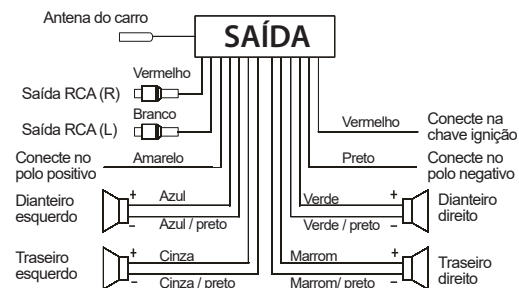 Antena do carro
SAÍDA
Vermelho
Saída RCA (R)
Branco
Saída RCA (L)
Vermelho
Conecte na
chave ignição
Conecte no
polo positivo
Amarelo
Preto
Conecte no
polo negativo
Dianteiro
esquerdo
+
Azul
Azul / preto
–
Verde
Verde / preto
+
–
Dianteiro
direito
Traseiro
esquerdo
+
Cinza
Cinza / preto
–
Marrom
Marrom/ preto
+
–
Traseiro
direito